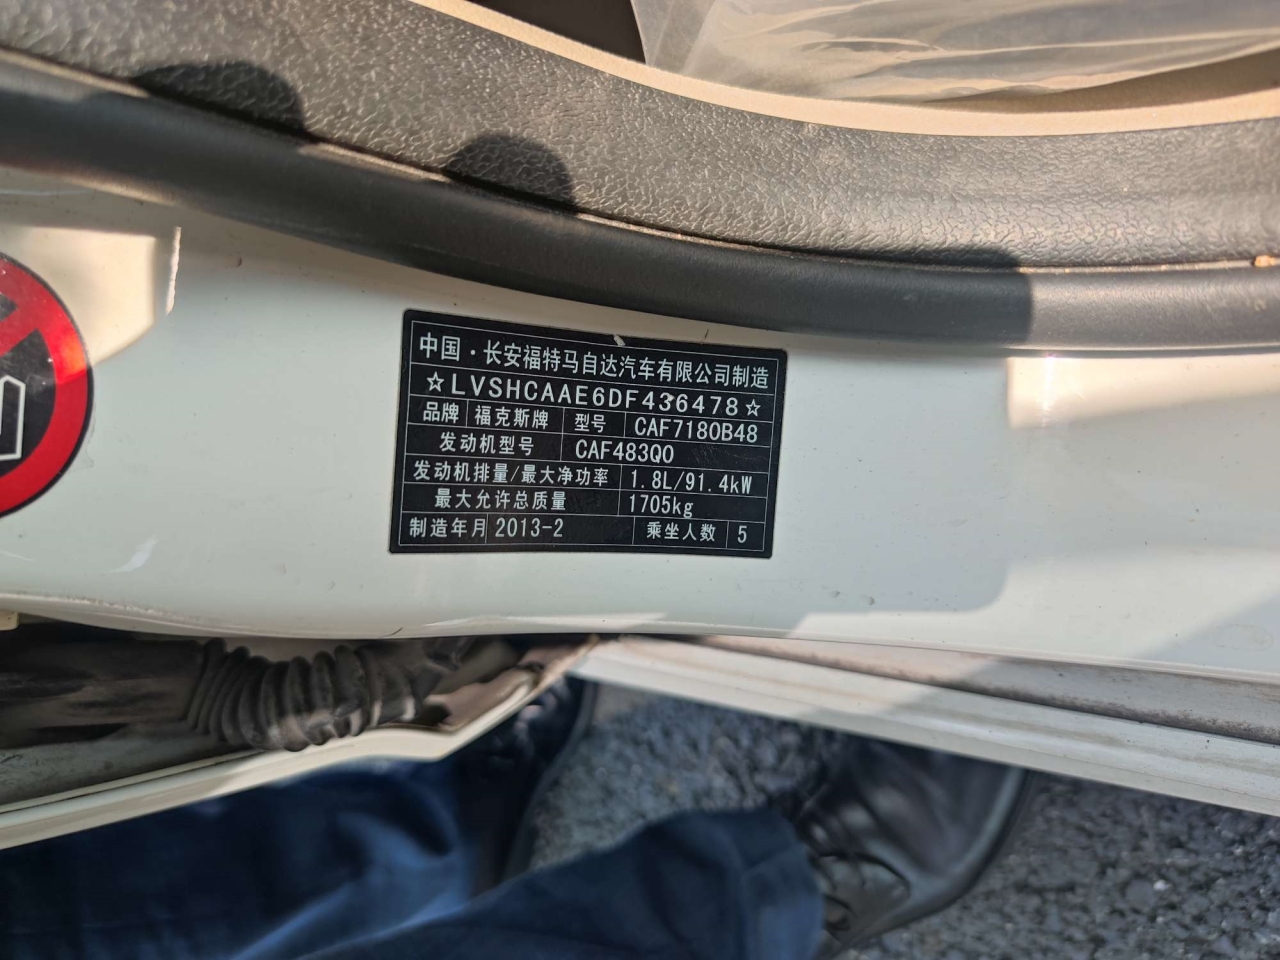 中国·长安福特马自达汽车有限公司制造
☆LVSHCAAE6DF436478☆
品牌 福克斯牌 型号 CAF7180B48
发动机型号 CAF483Q0
发动机排量/最大净功率 1.8L/91.4kW
最大允许总质量 1705kg
制造年月 2013-2 乘坐人数 5